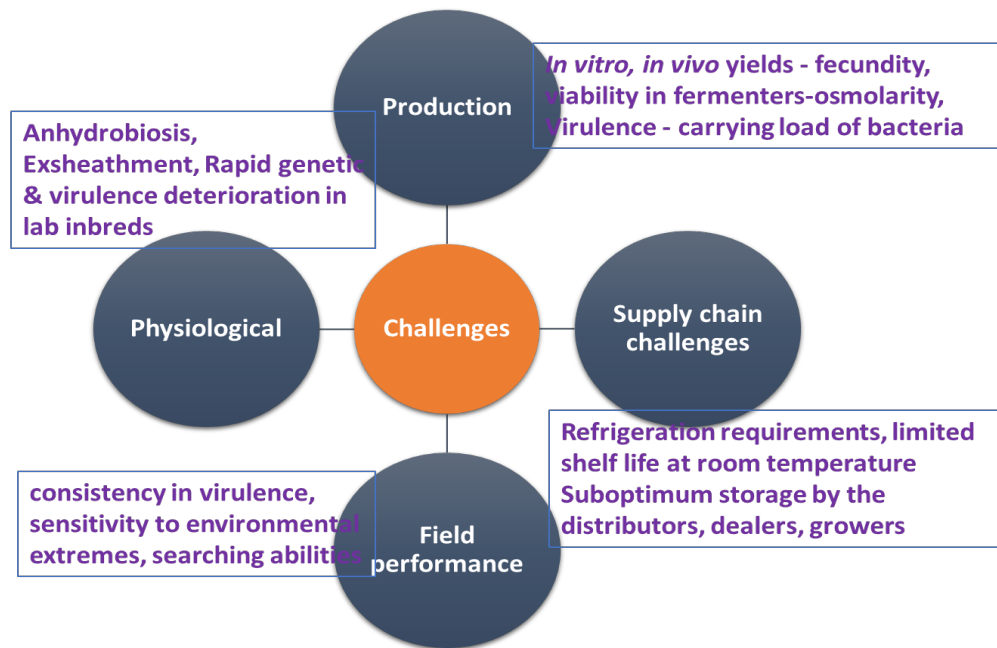 Production
In vitro, in vivo yields - fecundity,
viability in fermenters-osmolarity,
Virulence - carrying load of bacteria
Anhydrobiosis,
Exsheathment, Rapid genetic
& virulence deterioration in
lab inbreds
Physiological
Challenges
Supply chain
challenges
Refrigeration requirements, limited
shelf life at room temperature
Suboptimum storage by the
distributors, dealers, growers
consistency in virulence,
sensitivity to environmental
extremes, searching abilities
Field
performance